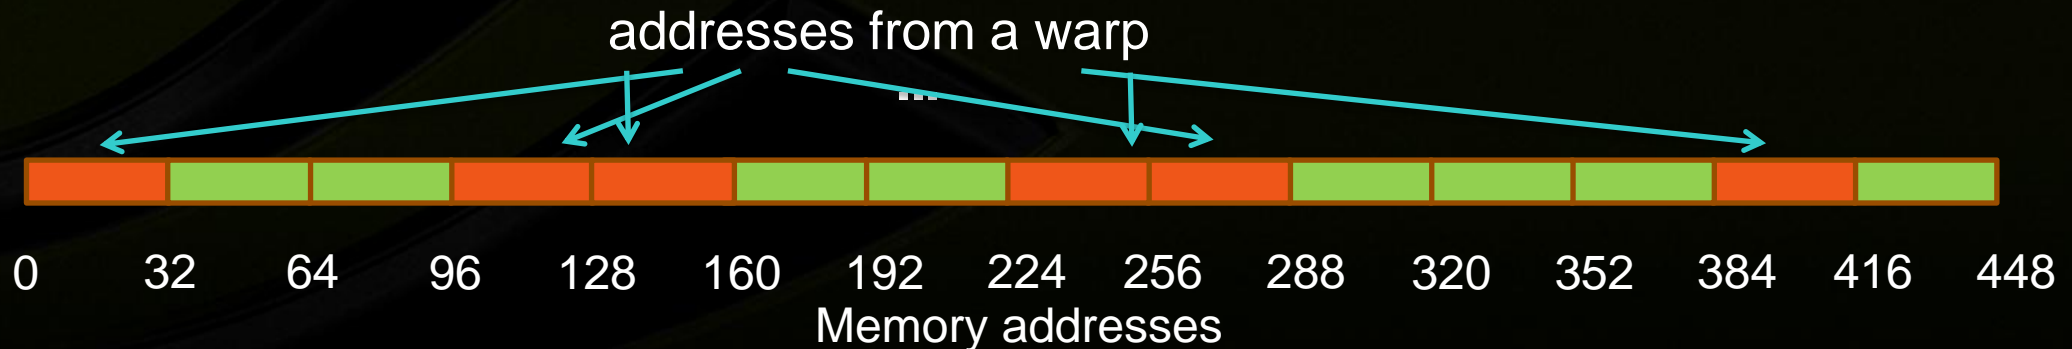 addresses from a warp
...
0 32 64 96 128 160 192 224 256 288 320 352 384 416 448
Memory addresses